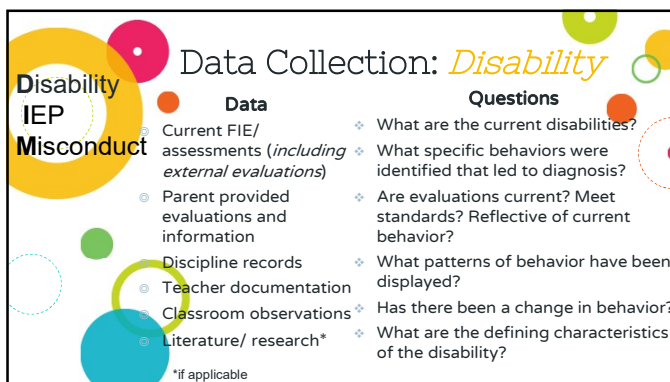 Data Collection: Disability
Disability
IEP
Misconduct
Data
Current FIE/
assessments (including
external evaluations)
Parent provided
evaluations and
information
Discipline records
Teacher documentation
Classroom observations
Literature/ research*
*if applicable
Questions
What are the current disabilities?
What specific behaviors were
identified that led to diagnosis?
Are evaluations current? Meet
standards? Reflective of current
behavior?
What patterns of behavior have been
displayed?
Has there been a change in behavior?
What are the defining characteristics
of the disability?